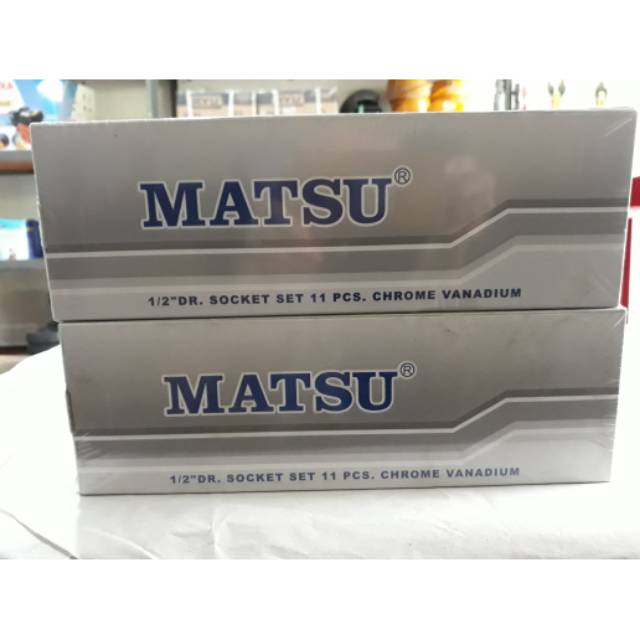 MATSU®
1/2"DR. SOCKET SET 11 PCS. CHROME VANADIUM
MATSU®
1/2"DR. SOCKET SET 11 PCS. CHROME VANADIUM